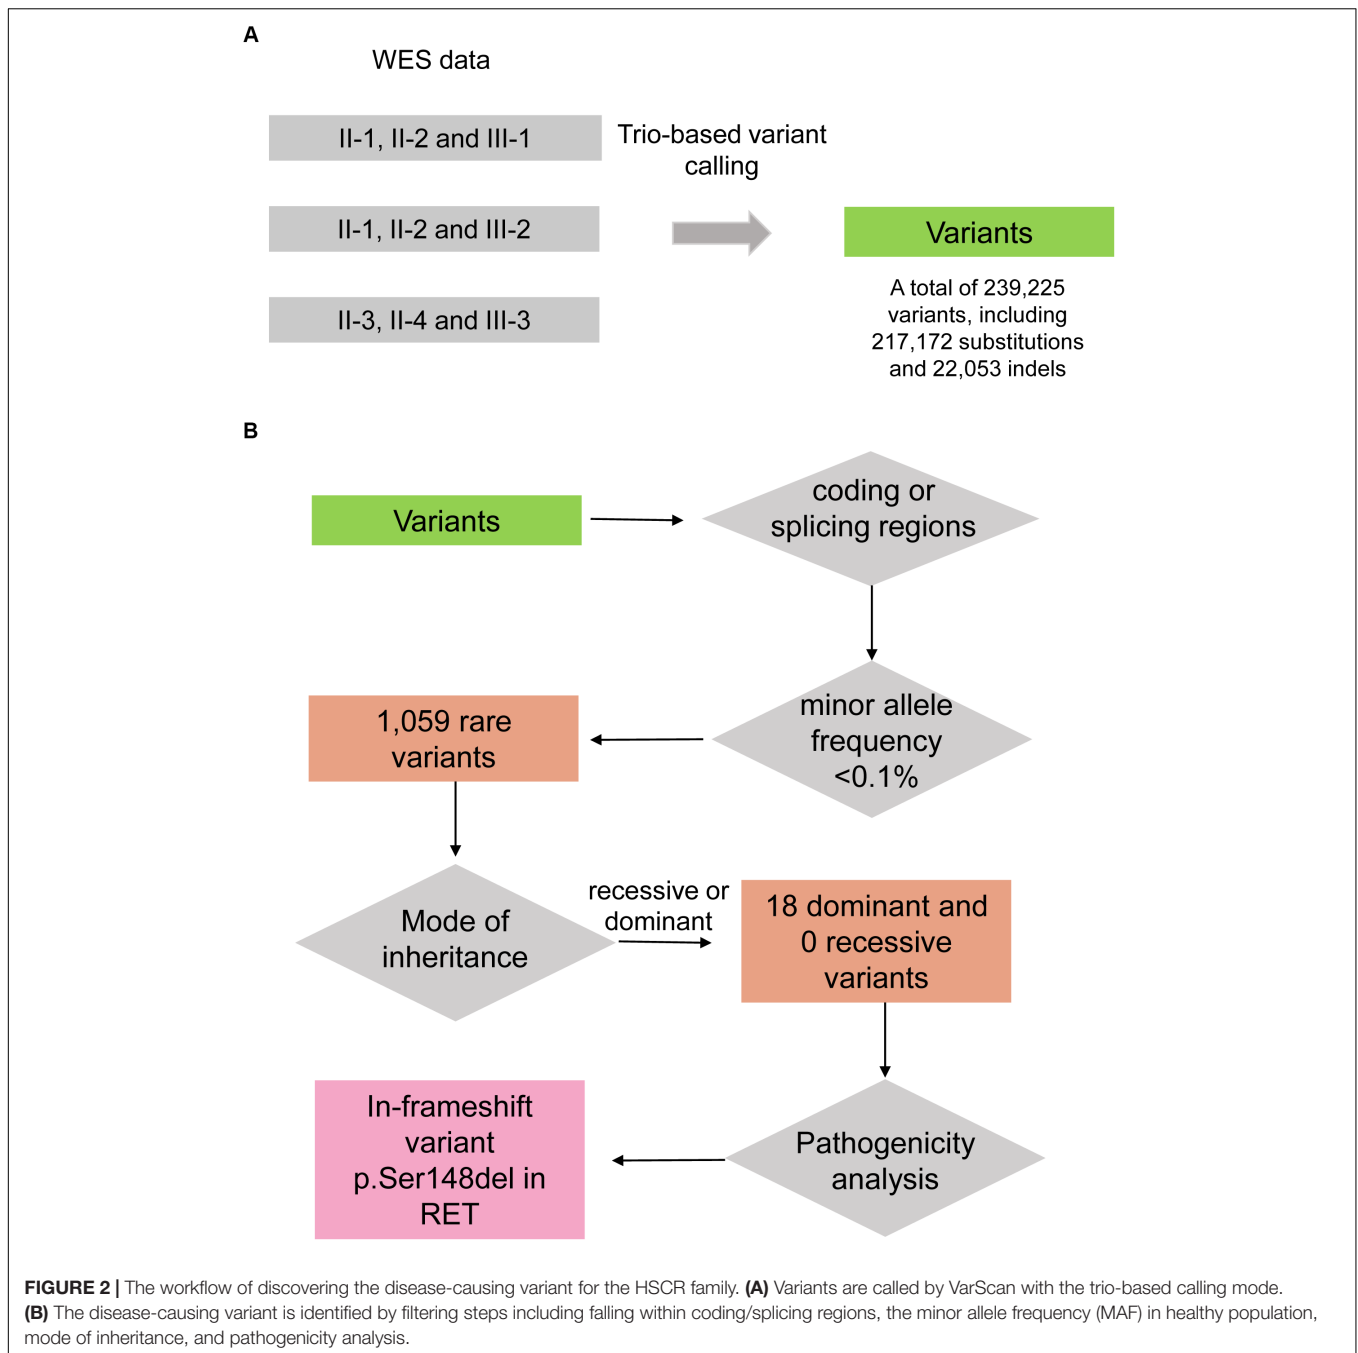 A
WES data
II-1, II-2 and III-1
II-1, II-2 and III-2
II-3, II-4 and III-3
Trio-based variant
calling
Variants
A total of 239,225
variants, including
217,172 substitutions
and 22,053 indels
B
Variants
coding or
splicing regions
minor allele
frequency
<0.1%
1,059 rare
variants
Mode of
inheritance
recessive or
dominant
18 dominant and
0 recessive
variants
Pathogenicity
analysis
In-frameshift
variant
p.Ser148del in
RET
FIGURE 2 | The workflow of discovering the disease-causing variant for the HSCR family. (A) Variants are called by VarScan with the trio-based calling mode.
(B) The disease-causing variant is identified by filtering steps including falling within coding/splicing regions, the minor allele frequency (MAF) in healthy population,
mode of inheritance, and pathogenicity analysis.